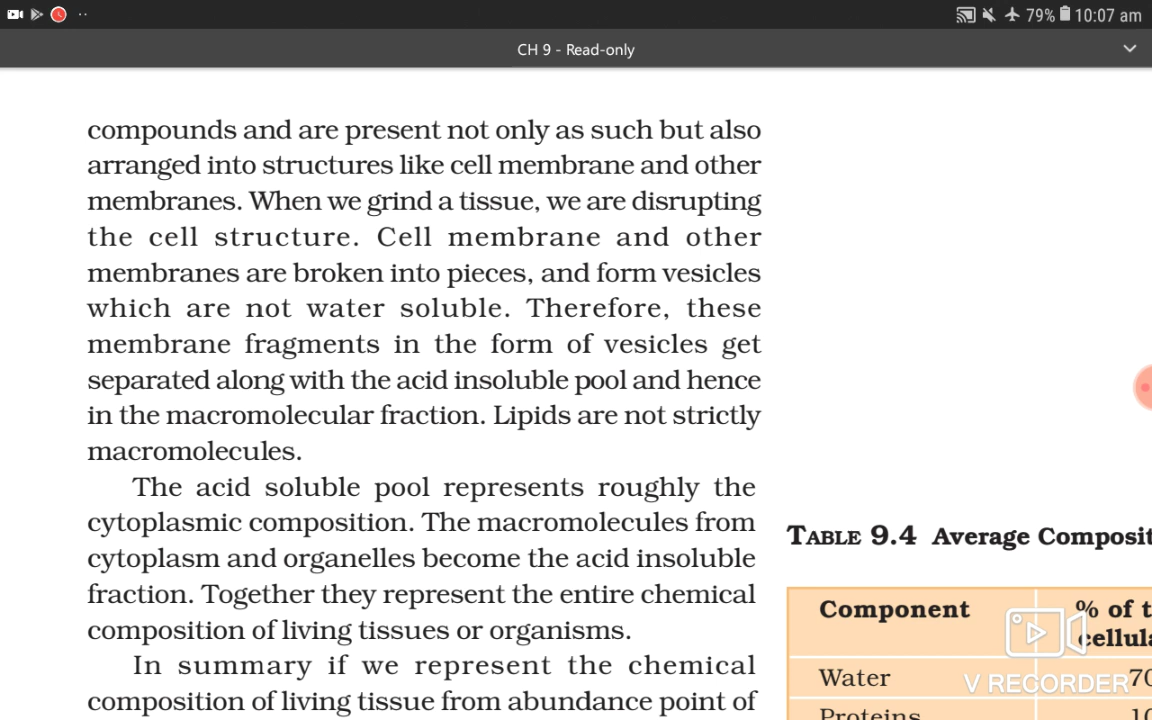 79% 10:07 am
CH 9 - Read-only
compounds and are present not only as such but also
arranged into structures like cell membrane and other
membranes. When we grind a tissue, we are disrupting
the cell structure. Cell membrane and other
membranes are broken into pieces, and form vesicles
which are not water soluble. Therefore, these
membrane fragments in the form of vesicles get
separated along with the acid insoluble pool and hence
in the macromolecular fraction. Lipids are not strictly
macromolecules.
The acid soluble pool represents roughly the
cytoplasmic composition. The macromolecules from
cytoplasm and organelles become the acid insoluble
fraction. Together they represent the entire chemical
composition of living tissues or organisms.
In summary if we represent the chemical
composition of living tissue from abundance point of
TABLE 9.4 Average Composit
Component
% of t
cellula
Water 70
Proteins 10
V RECORDER